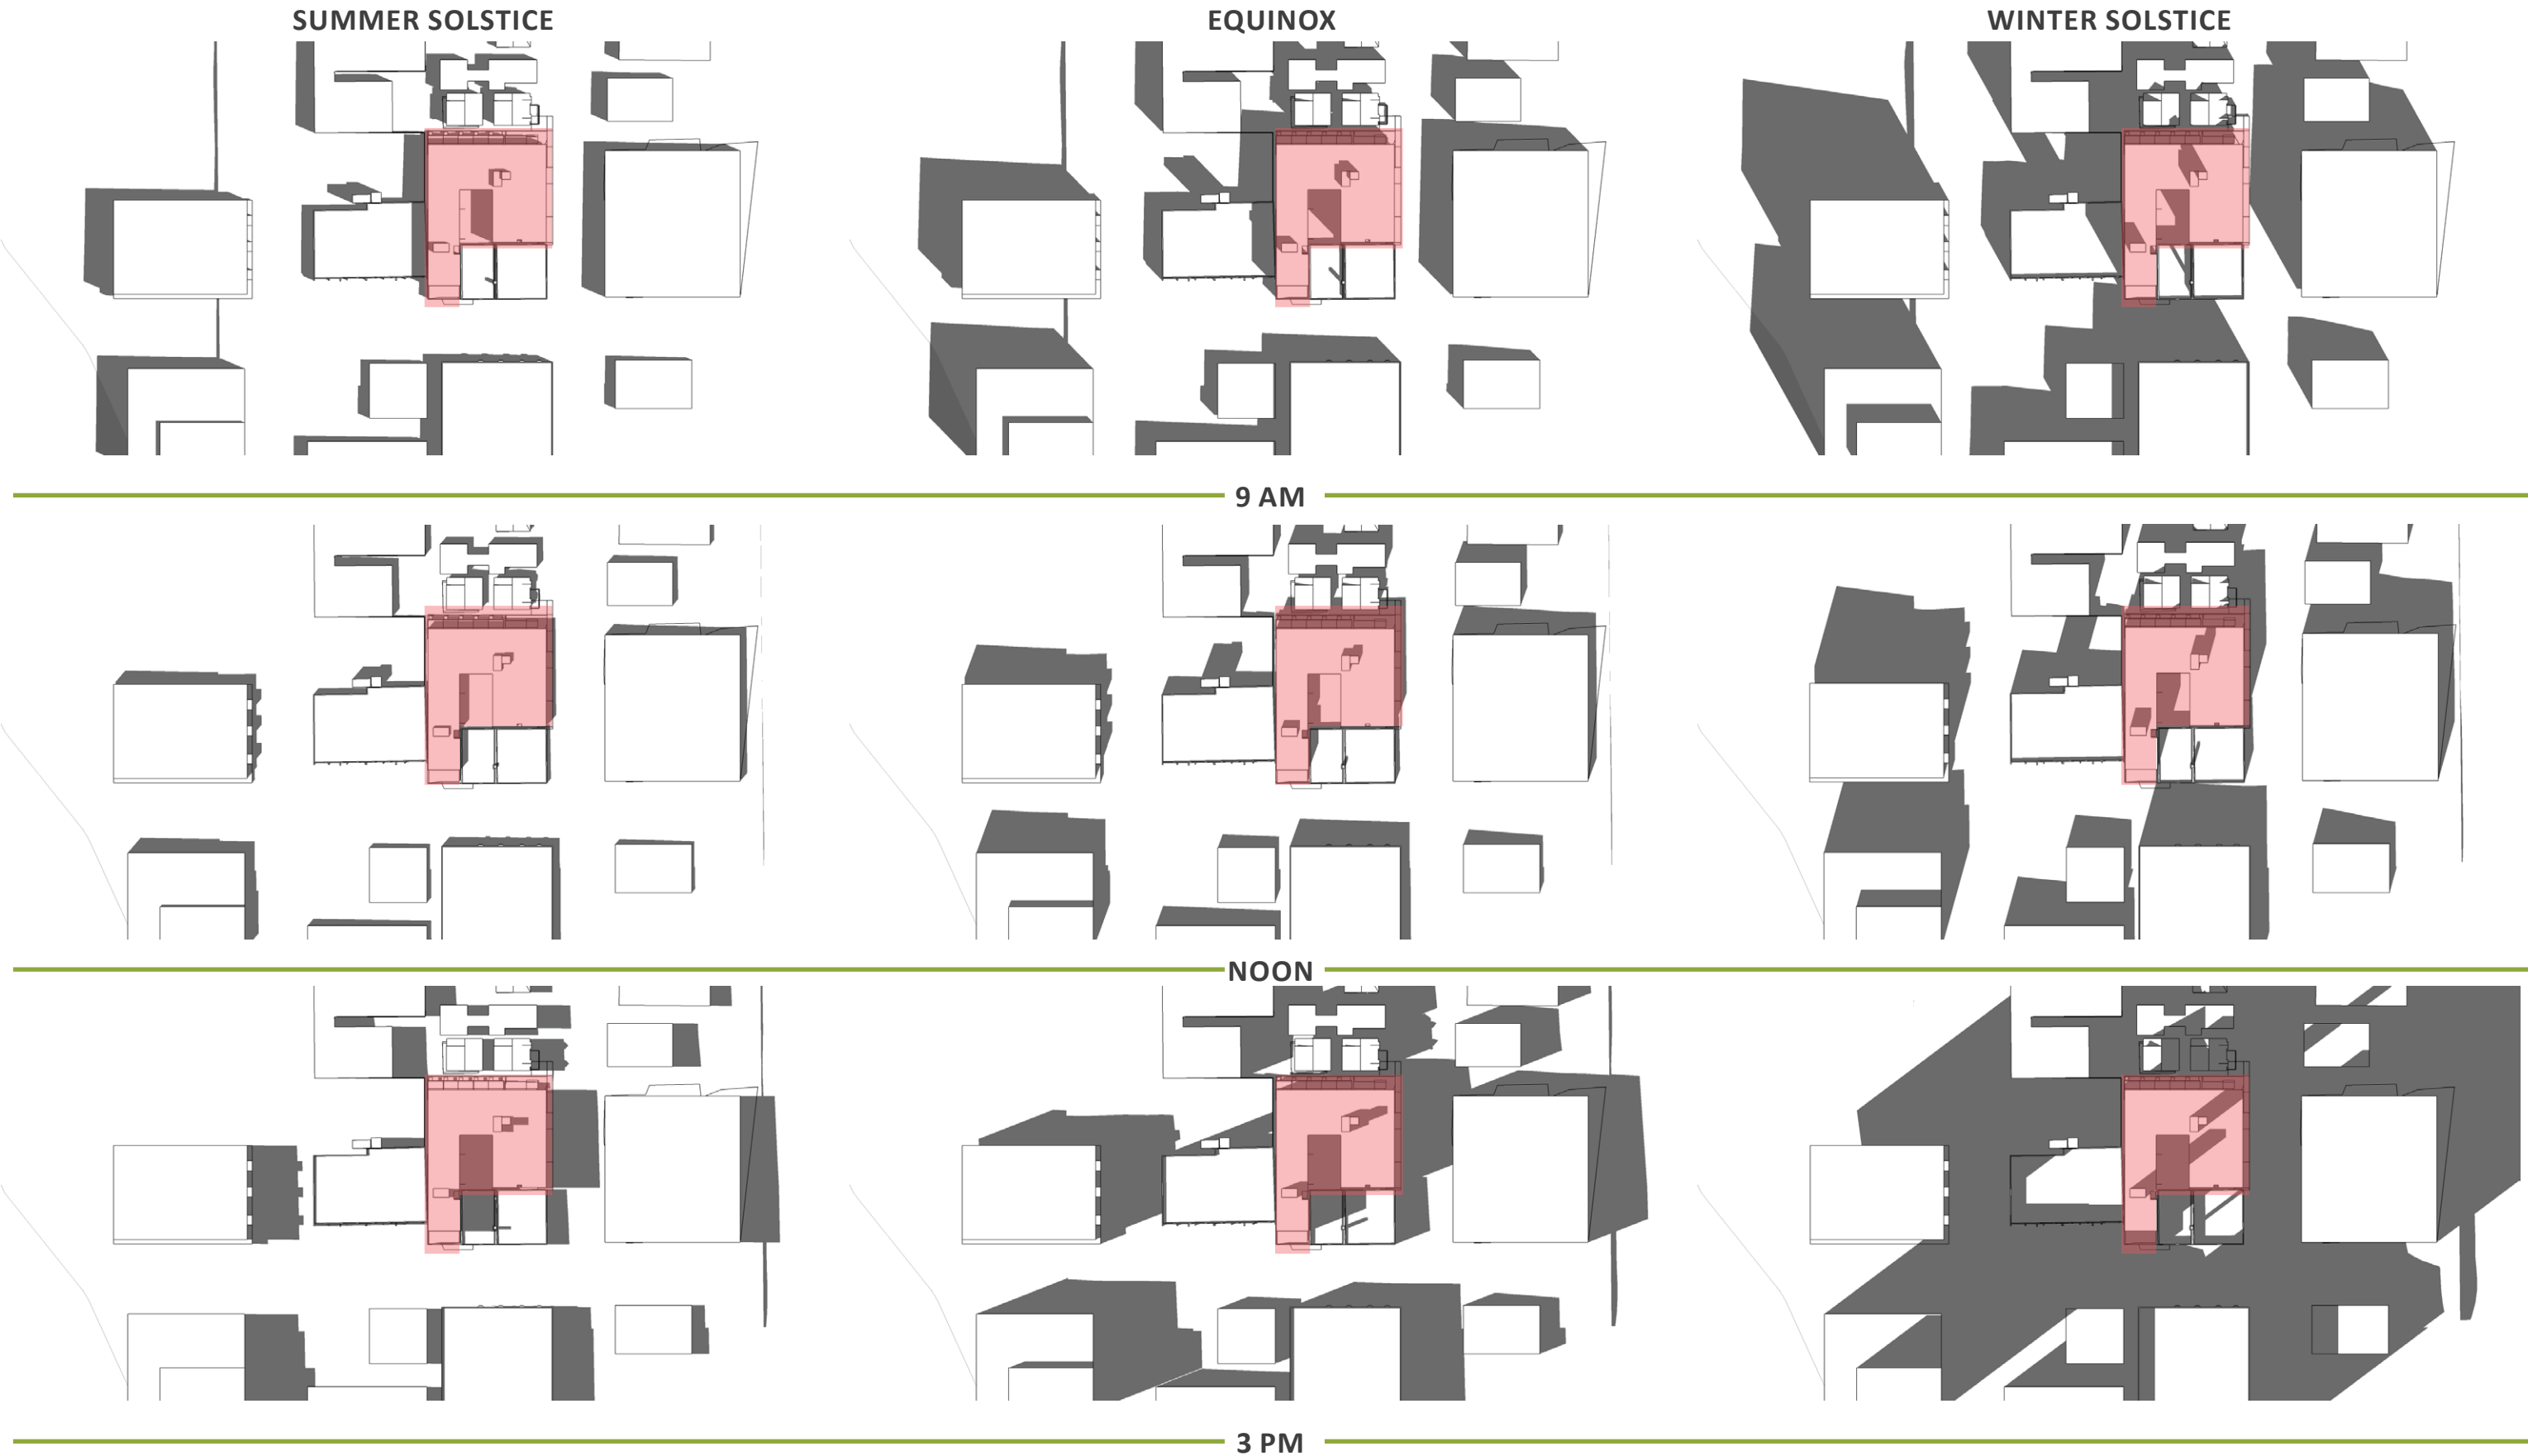 SUMMER SOLSTICE
EQUINOX
WINTER SOLSTICE
9 AM
NOON
3 PM